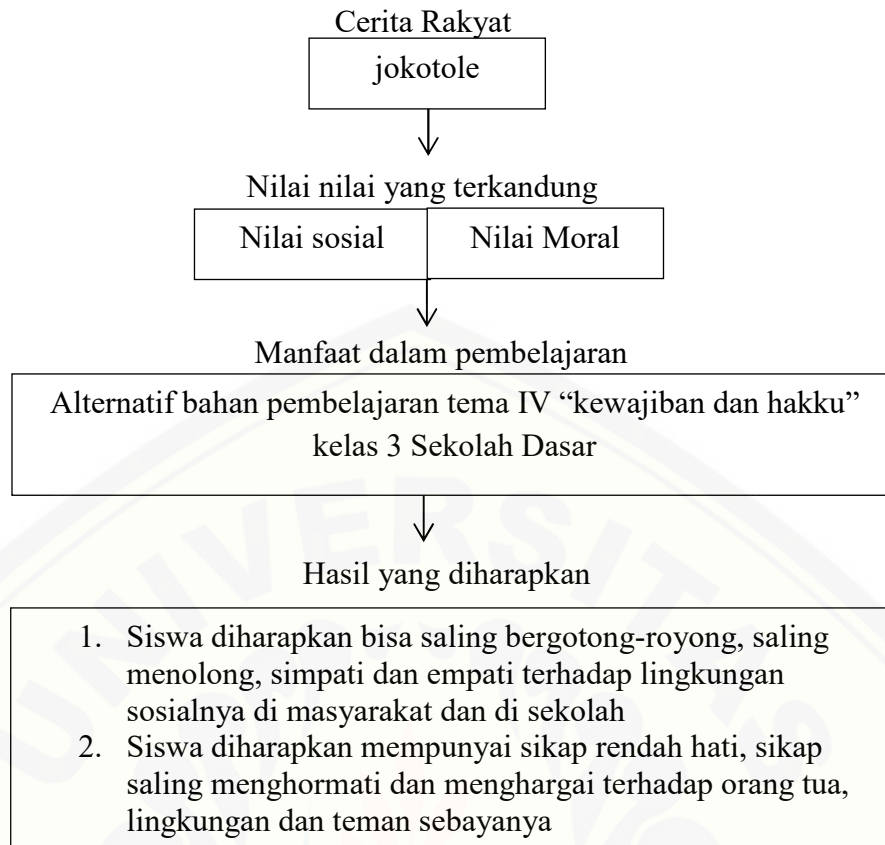 Cerita Rakyat
jokotole
Nilai nilai yang terkandung
Nilai sosial
Nilai Moral
Manfaat dalam pembelajaran
Alternatif bahan pembelajaran tema IV “kewajiban dan hakku”
kelas 3 Sekolah Dasar
Hasil yang diharapkan
1. Siswa diharapkan bisa saling bergotong-royong, saling
menolong, simpati dan empati terhadap lingkungan
sosialnya di masyarakat dan di sekolah
2. Siswa diharapkan mempunyai sikap rendah hati, sikap
saling menghormati dan menghargai terhadap orang tua,
lingkungan dan teman sebayanya
UNIVERSITAS